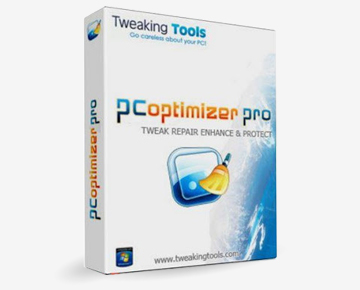 Tweaking Tools
Go careless about your PC!
PCoptimizer pro
TWEAK REPAIR ENHANCE & PROTECT
www.tweakingtools.com
PCoptimizer pro